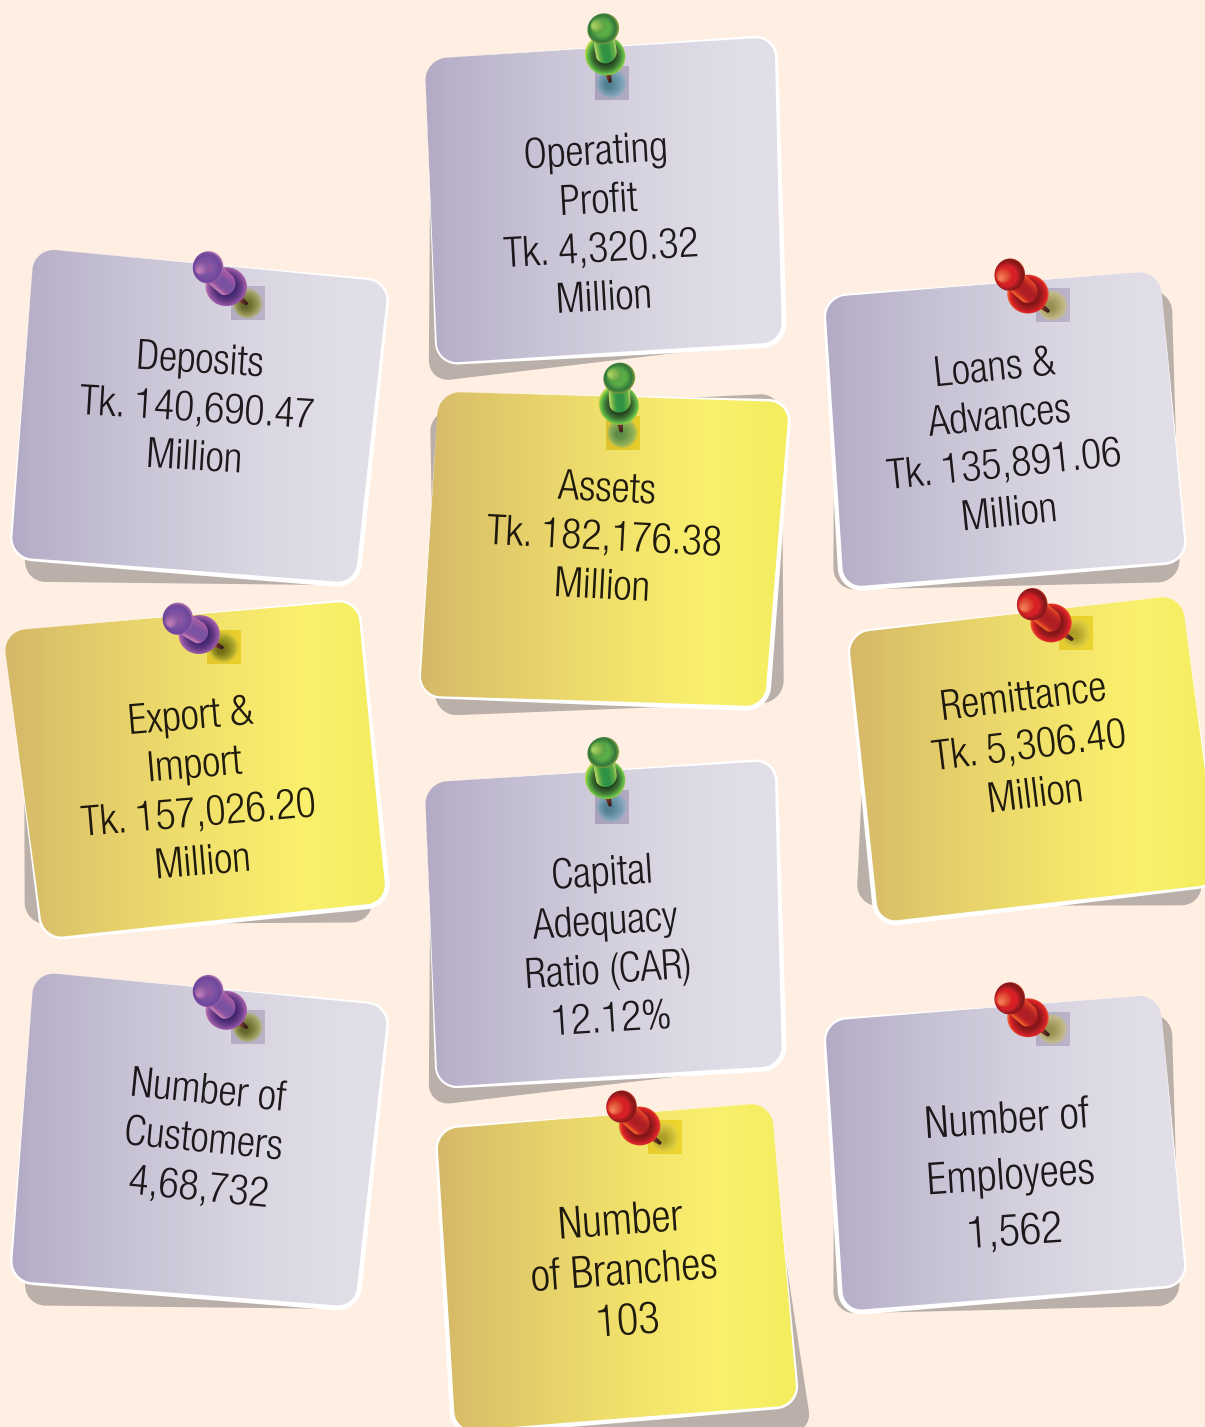 Operating
Profit
Tk. 4,320.32
Million
Deposits
Tk. 140,690.47
Million
Loans &
Advances
Tk. 135,891.06
Million
Assets
Tk. 182,176.38
Million
Export &
Import
Tk. 157,026.20
Million
Remittance
Tk. 5,306.40
Million
Capital
Adequacy
Ratio (CAR)
12.12%
Number of
Customers
4,68,732
Number of
Employees
1,562
Number
of Branches
103